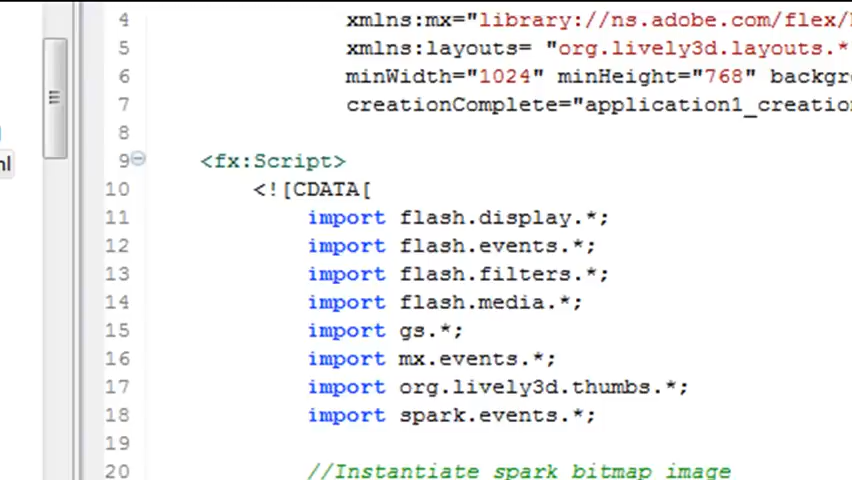 4 xmlns:mx="library://ns.adobe.com/flex/
5 xmlns:layouts= "org.lively3d.layouts.*
6 minWidth="1024" minHeight="768" backgr
7 creationComplete="application1_creation
8
9 <fx:Script>
10 <![CDATA[
11 import flash.display.*;
12 import flash.events.*;
13 import flash.filters.*;
14 import flash.media.*;
15 import gs.*;
16 import mx.events.*;
17 import org.lively3d.thumbs.*;
18 import spark.events.*;
19
20 //Instantiate spark bitmap image
nl